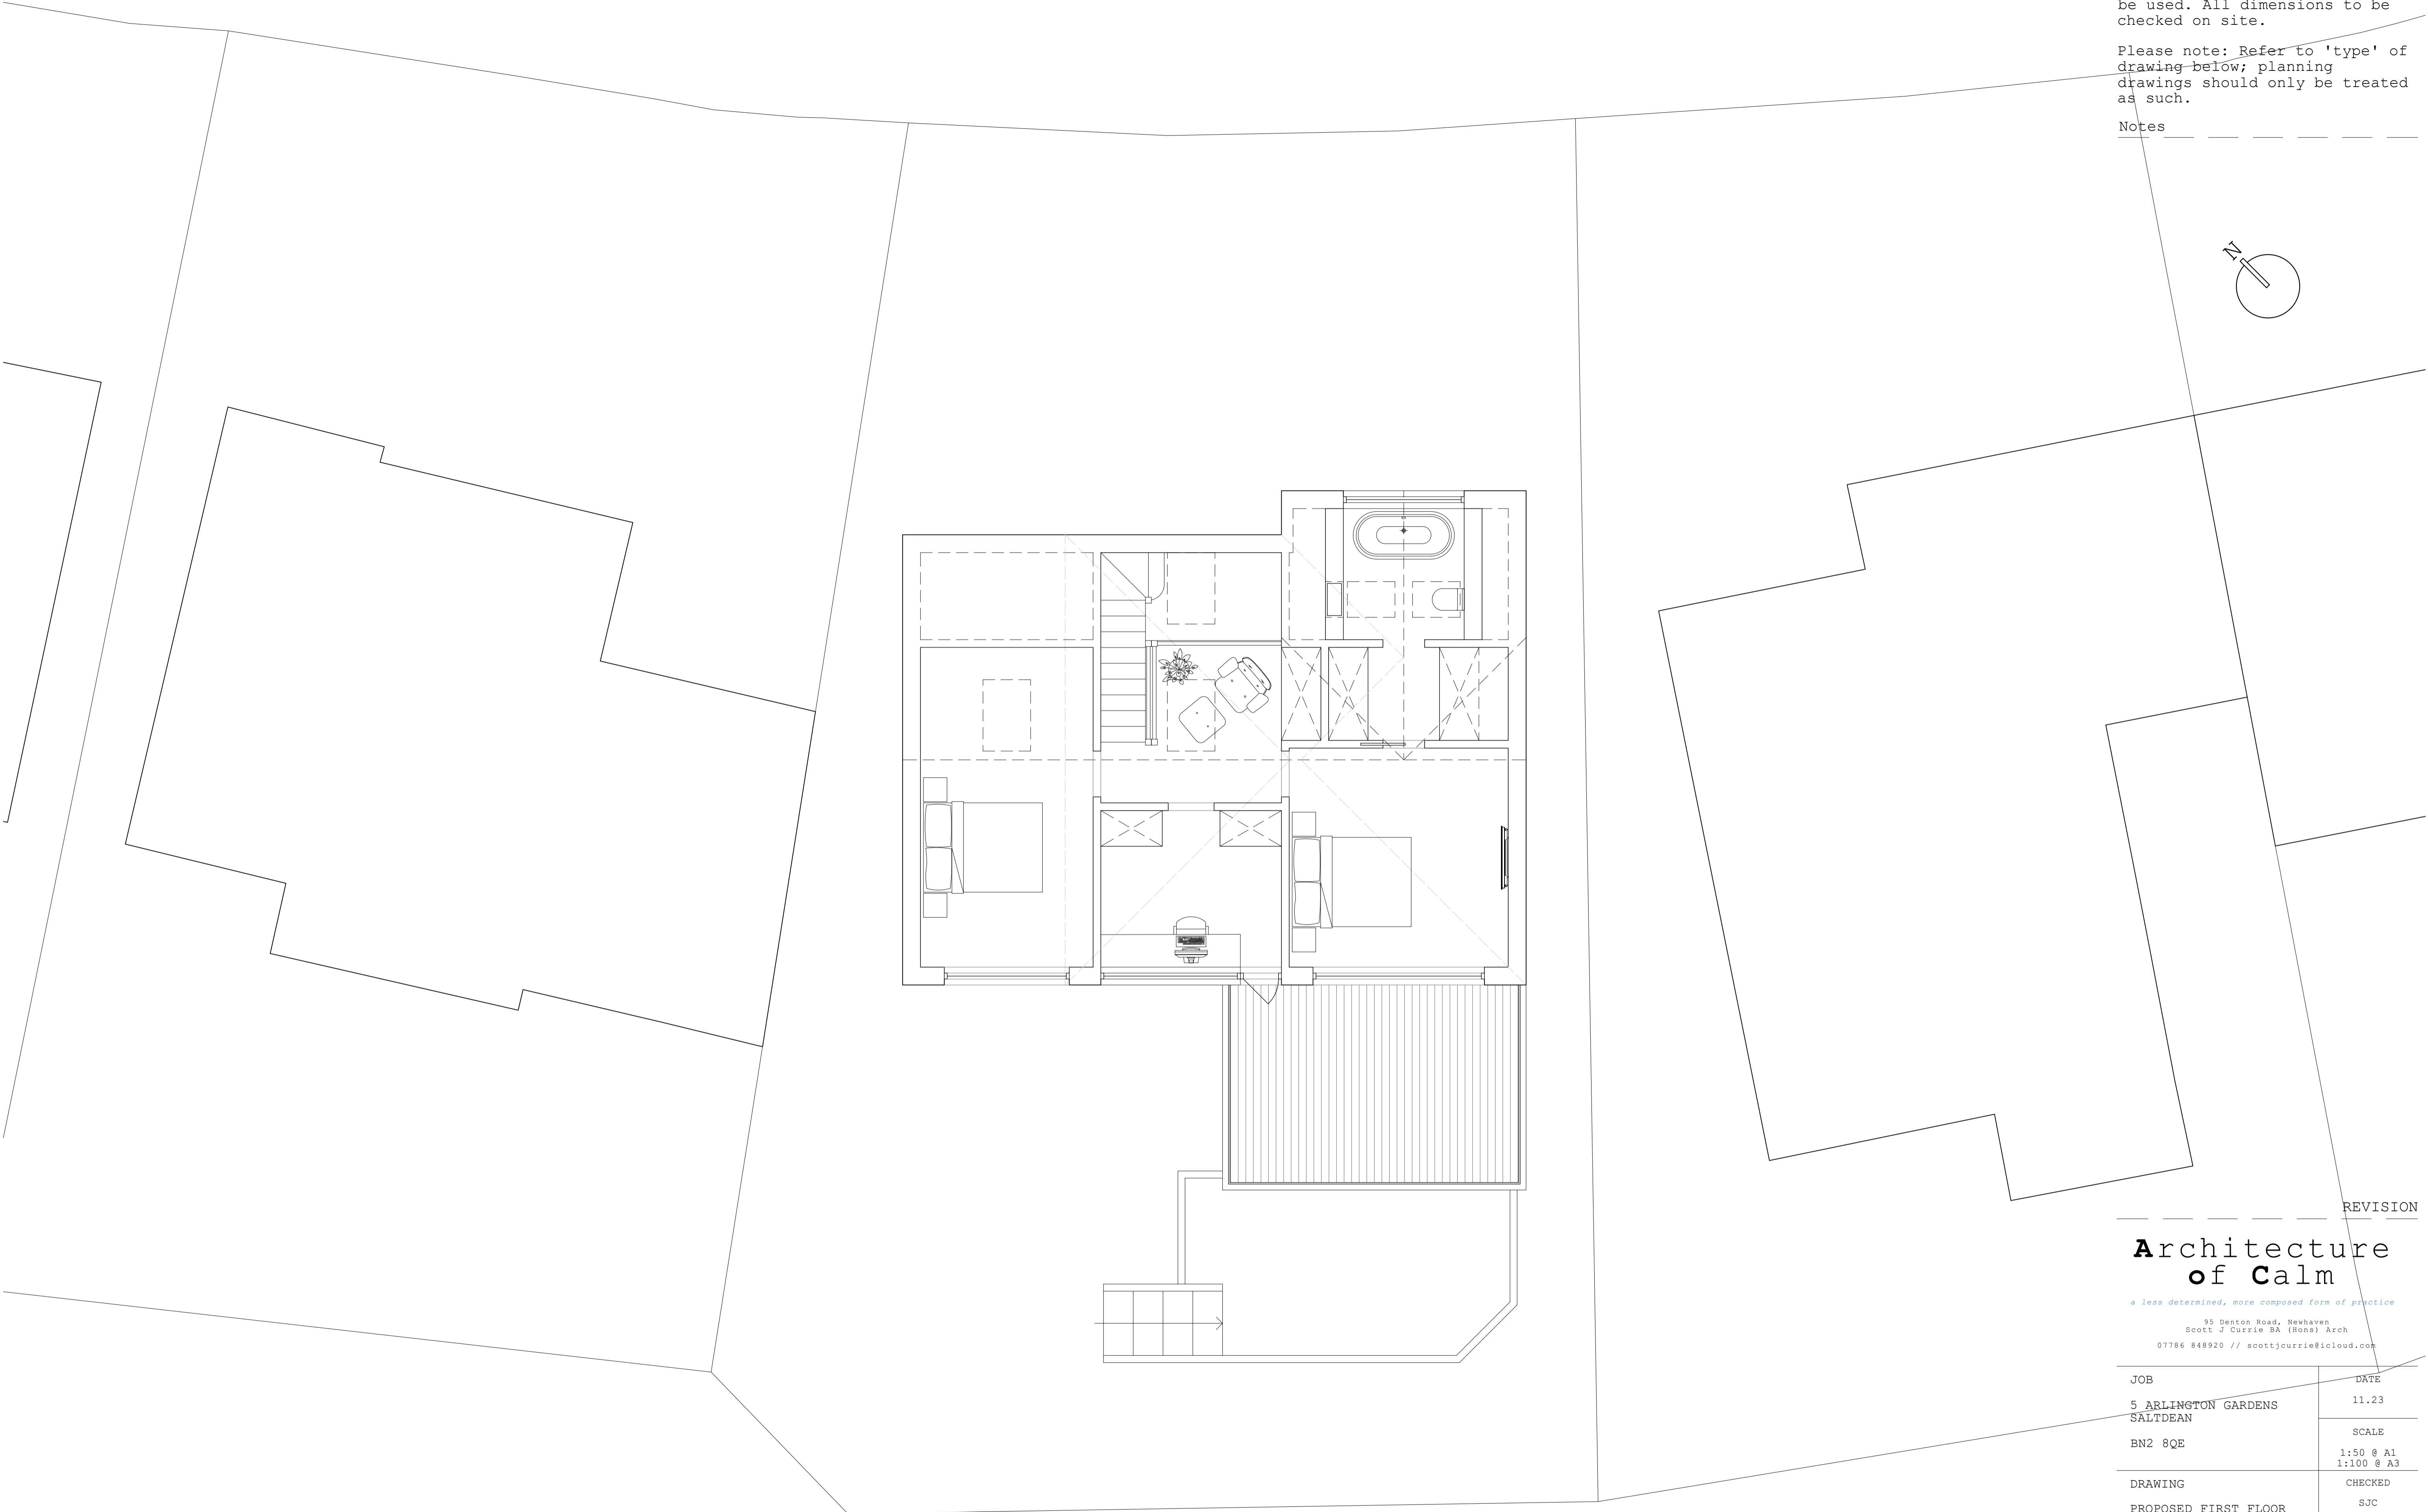 be used. All dimensions to be
checked on site.
Please note: Refer to 'type' of
drawing below; planning
drawings should only be treated
as such.
Notes
N
REVISION
Architecture
of Calm
a less determined, more composed form of practice
95 Denton Road, Newhaven
Scott J Currie BA (Hons) Arch
07786 848920 // scottjcurrie@icloud.com
JOB
5 ARLINGTON GARDENS
SALTDEAN
BN2 8QE
DATE
11.23
SCALE
1:50 @ A1
1:100 @ A3
DRAWING
PROPOSED FIRST FLOOR
CHECKED
SJC